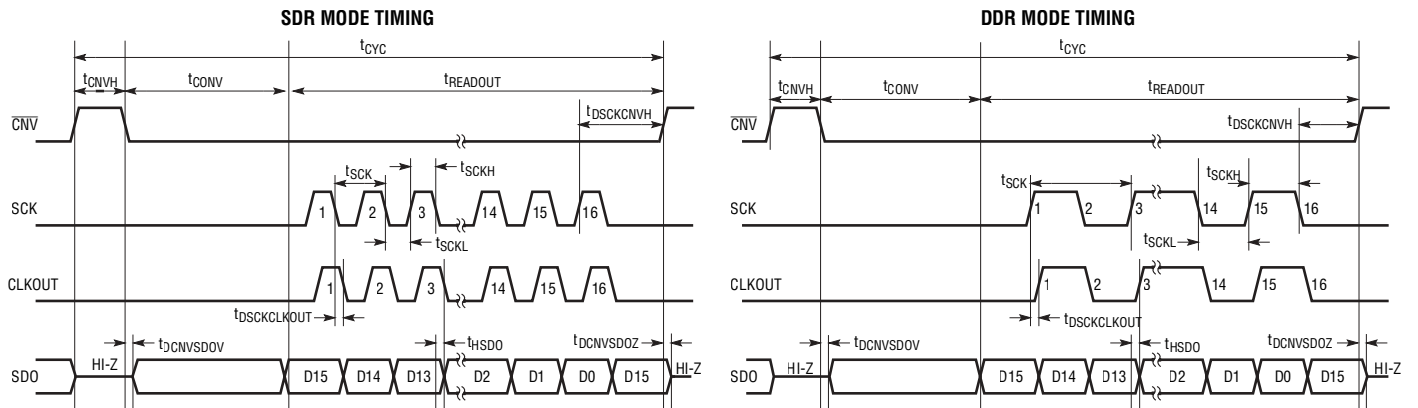 SDR MODE TIMING
tCYC
tCNVH
tCONV
tREADOUT
tDSCKCNVH
CNV
tSCK
tSCKH
SCK
1 2 3 14 15 16
tSCKL
CLKOUT
1 2 3 14 15 16
tDSCKCLKOUT
tDCNVSDOV
tHSDO
tDCNVSDOZ
SDO
HI-Z
D15 D14 D13 D2 D1 D0 D15
HI-Z
DDR MODE TIMING
tCYC
tCNVH
tCONV
tREADOUT
tDSCKCNVH
CNV
tSCK
tSCKH
SCK
1 2 3 14 15 16
tSCKL
CLKOUT
1 2 3 14 15 16
tDSCKCLKOUT
tDCNVSDOV
tHSDO
tDCNVSDOZ
SDO
HI-Z
D15 D14 D13 D2 D1 D0 D15
HI-Z